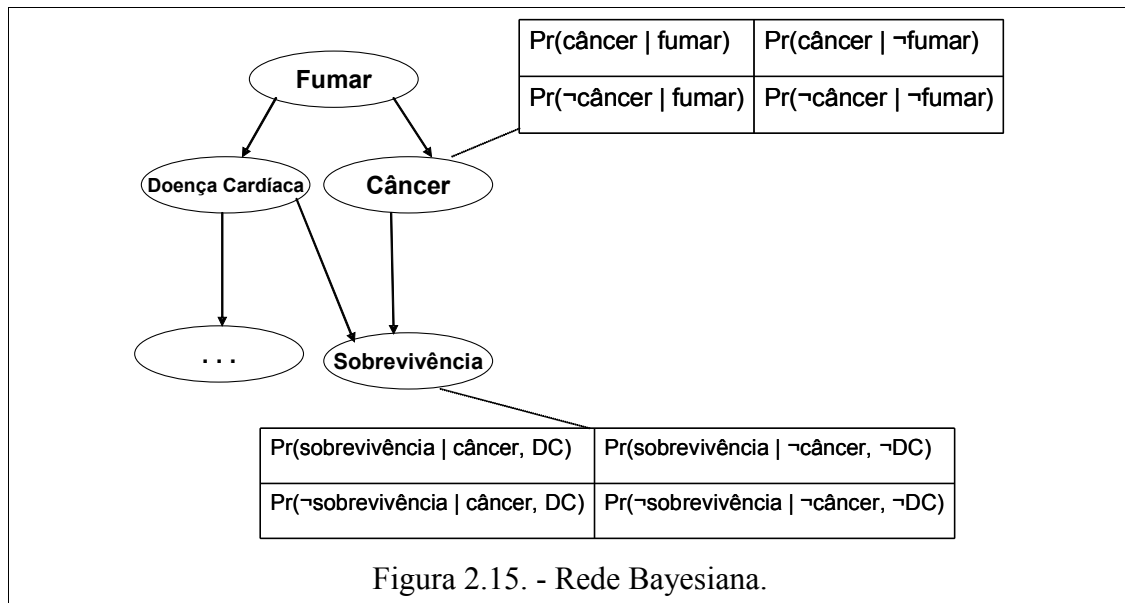 Pr(câncer | fumar) Pr(câncer | ¬fumar)
Pr(¬câncer | fumar) Pr(¬câncer | ¬fumar)
Fumar
Doença Cardíaca Câncer
. . . Sobrevivência
Pr(sobrevivência | câncer, DC) Pr(sobrevivência | ¬câncer, ¬DC)
Pr(¬sobrevivência | câncer, DC) Pr(¬sobrevivência | ¬câncer, ¬DC)
Figura 2.15. - Rede Bayesiana.